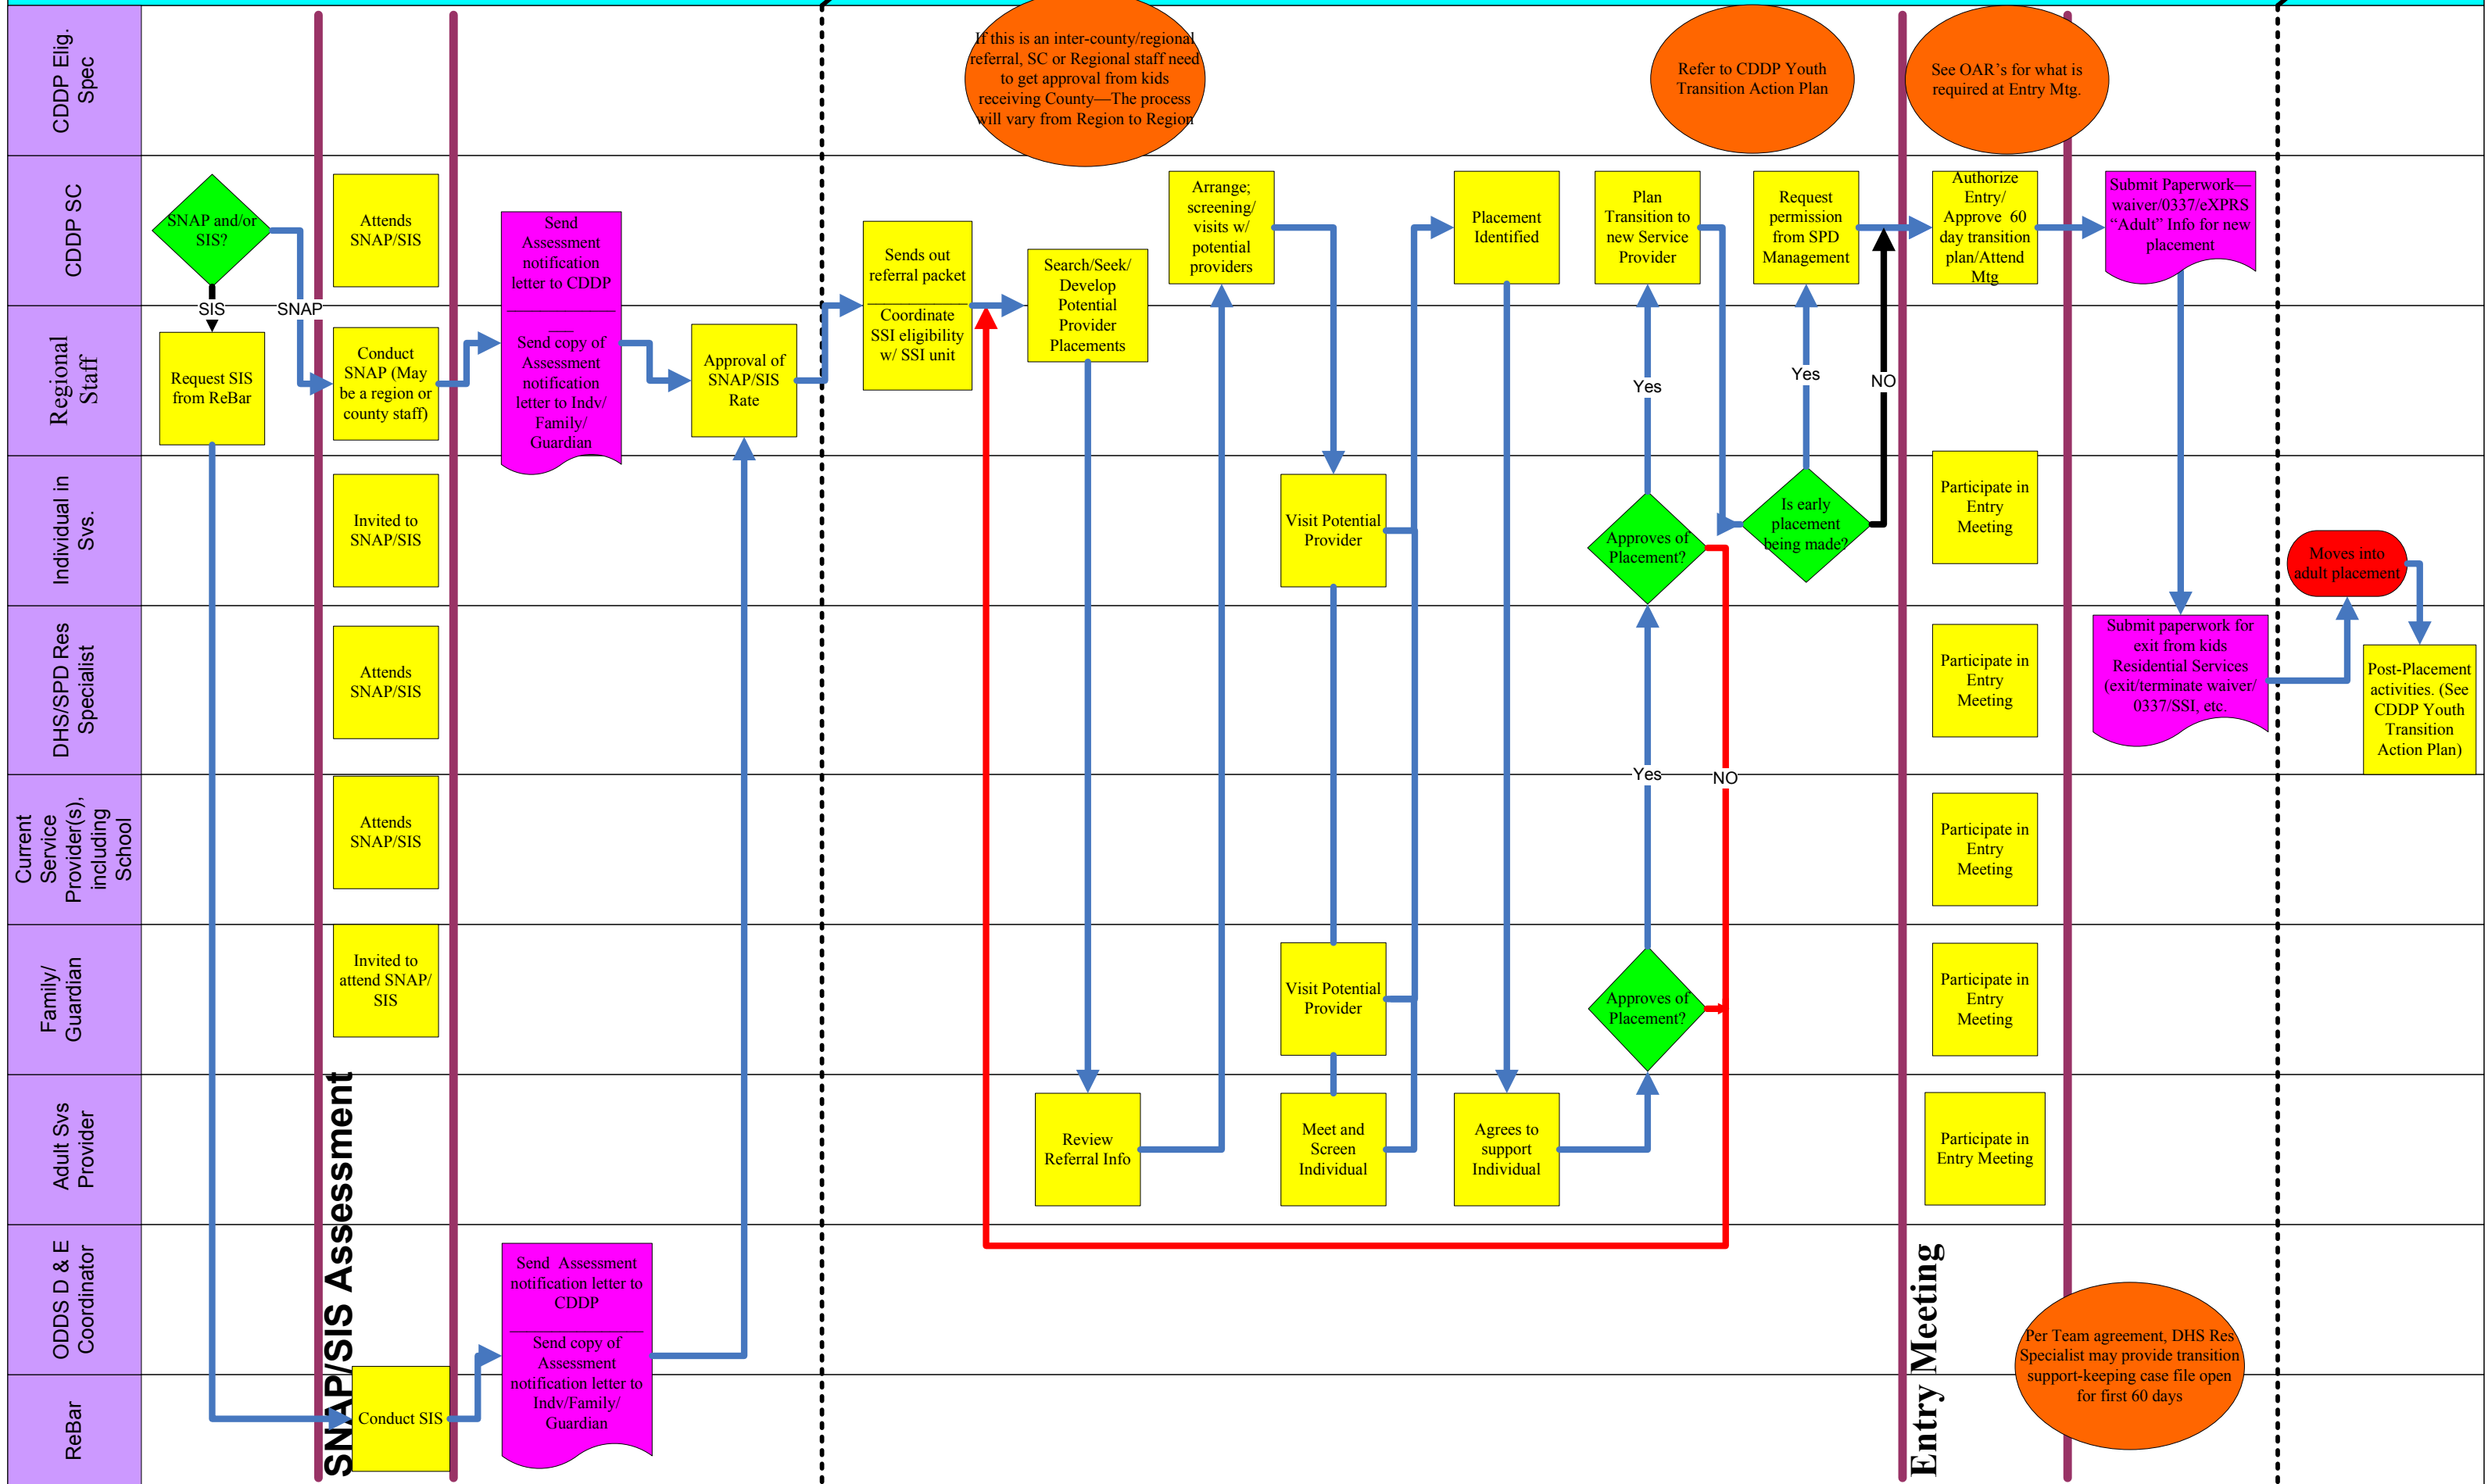 CDDP Elig.
Spec
If this is an inter-county/regional
referral, SC or Regional staff need
to get approval from kids
receiving County—The process
will vary from Region to Region
Refer to CDDP Youth
Transition Action Plan
See OAR’s for what is
required at Entry Mtg.
CDDP SC
SNAP and/or
SIS?
SIS
SNAP
Attends
SNAP/SIS
Send
Assessment
notification
letter to CDDP
Send copy of
Assessment
notification
letter to Indv/
Family/
Guardian
Sends out
referral packet
Coordinate
SSI eligibility
w/ SSI unit
Search/Seek/
Develop
Potential
Provider
Placements
Arrange;
screening/
visits w/
potential
providers
Placement
Identified
Plan
Transition to
new Service
Provider
Request
permission
from SPD
Management
Authorize
Entry/
Approve 60
day transition
plan/Attend
Mtg
Submit Paperwork—
waiver/0337/eXPRS
“Adult” Info for new
placement
Regional
Staff
Request SIS
from ReBar
Conduct
SNAP (May
be a region or
county staff)
Approval of
SNAP/SIS
Rate
Yes
Yes
NO
Individual in
Svs.
Invited to
SNAP/SIS
Visit Potential
Provider
Approves of
Placement?
Is early
placement
being made?
Participate in
Entry
Meeting
Moves into
adult placement
DHS/SPD Res
Specialist
Attends
SNAP/SIS
Participate in
Entry
Meeting
Submit paperwork for
exit from kids
Residential Services
(exit/terminate waiver/
0337/SSI, etc.
Post-Placement
activities. (See
CDDP Youth
Transition
Action Plan)
Yes
NO
Current
Service
Provider(s),
including
School
Attends
SNAP/SIS
Participate in
Entry
Meeting
Family/
Guardian
Invited to
attend SNAP/
SIS
Visit Potential
Provider
Approves of
Placement?
Participate in
Entry
Meeting
Adult Svs
Provider
Review
Referral Info
Meet and
Screen
Individual
Agrees to
support
Individual
Participate in
Entry Meeting
SNAP/SIS Assessment
Entry Meeting
ODDS D & E
Coordinator
Send Assessment
notification letter to
CDDP
Send copy of
Assessment
notification letter to
Indv/Family/
Guardian
Per Team agreement, DHS Res
Specialist may provide transition
support-keeping case file open
for first 60 days
ReBar
Conduct SIS